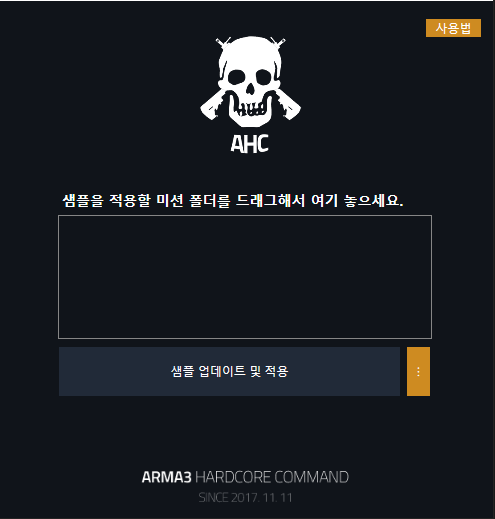 사용법
AHC
샘플을 적용할 미션 폴더를 드래그해서 여기 놓으세요.
샘플 업데이트 및 적용
⋮
ARMA3 HARDCORE COMMAND
SINCE 2017. 11. 11